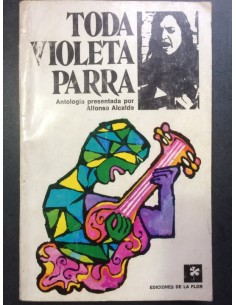 TODA
VIOLETA
PARRA
Antología presentada por
Alfonso Alcalde
EDICIONES DE LA FLOR